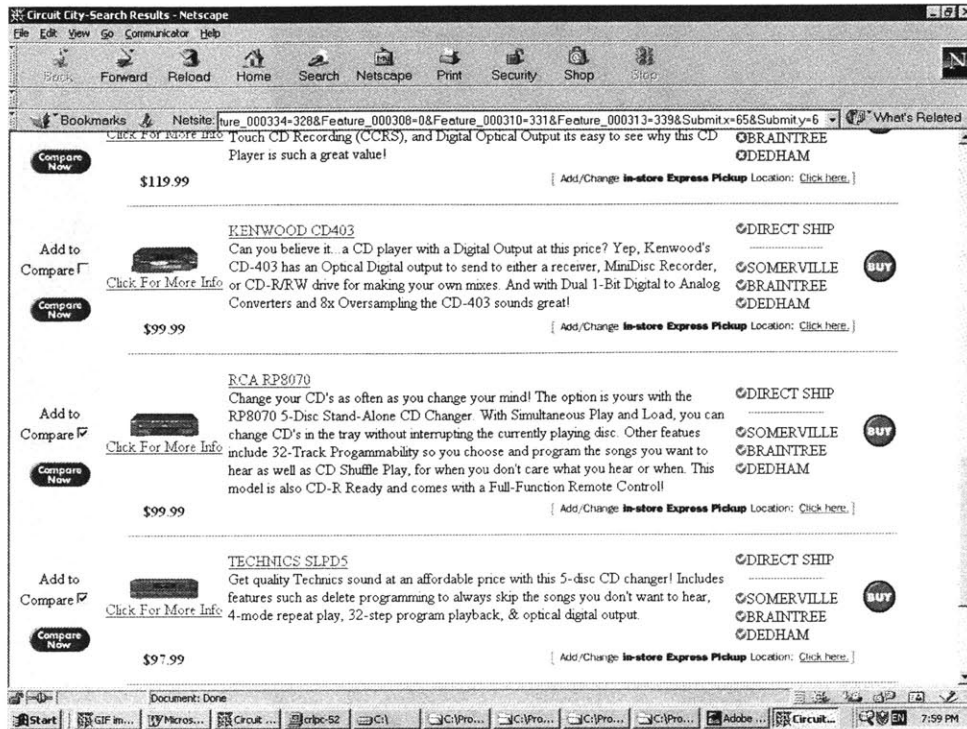 Circuit City-Search Results - Netscape
File Edit View Go Communicator Help
Back Forward Reload Home Search Netscape Print Security Shop Stop
Bookmarks Netsite: ture_000334=328&Feature_000308=0&Feature_000310=331&Feature_000313=339&Submit.x=65&Submit.y=6 What's Related
Click For More Info Touch CD Recording (CCRS), and Digital Optical Output its easy to see why this CD
Player is such a great value!
BRAINTREE
DEDHAM
Compare Now
$119.99
[ Add/Change in-store Express Pickup Location: Click here. ]
KENWOOD CD403
Add to
Compare
Click For More Info
Compare Now
$99.99
Can you believe it...a CD player with a Digital Output at this price? Yep, Kenwood's
CD-403 has an Optical Digital output to send to either a receiver, MiniDisc Recorder,
or CD-R/RW drive for making your own mixes. And with Dual 1-Bit Digital to Analog
Converters and 8x Oversampling the CD-403 sounds great!
DIRECT SHIP
SOMERVILLE
BRAINTREE
DEDHAM
BUY
[ Add/Change in-store Express Pickup Location: Click here. ]
RCA RP8070
Add to
Compare
Click For More Info
Compare Now
$99.99
Change your CD's as often as you change your mind! The option is yours with the
RP8070 5-Disc Stand-Alone CD Changer. With Simultaneous Play and Load, you can
change CD's in the tray without interrupting the currently playing disc. Other featues
include 32-Track Progammability so you choose and program the songs you want to
hear as well as CD Shuffle Play, for when you don't care what you hear or when. This
model is also CD-R Ready and comes with a Full-Function Remote Control!
DIRECT SHIP
SOMERVILLE
BRAINTREE
DEDHAM
BUY
[ Add/Change in-store Express Pickup Location: Click here. ]
TECHNICS SLPD5
Add to
Compare
Click For More Info
Compare Now
$97.99
Get quality Technics sound at an affordable price with this 5-disc CD changer! Includes
features such as delete programming to always skip the songs you don't want to hear,
4-mode repeat play, 32-step program playback, & optical digital output.
DIRECT SHIP
SOMERVILLE
BRAINTREE
DEDHAM
BUY
[ Add/Change in-store Express Pickup Location: Click here. ]
Document: Done
Start GIF im... Micros... Circuit ... crlpc-52 C:\ C:\Pro... C:\Pro... C:\Pro... C:\Pro... Adobe ... Circuit... EN 7:59 PM